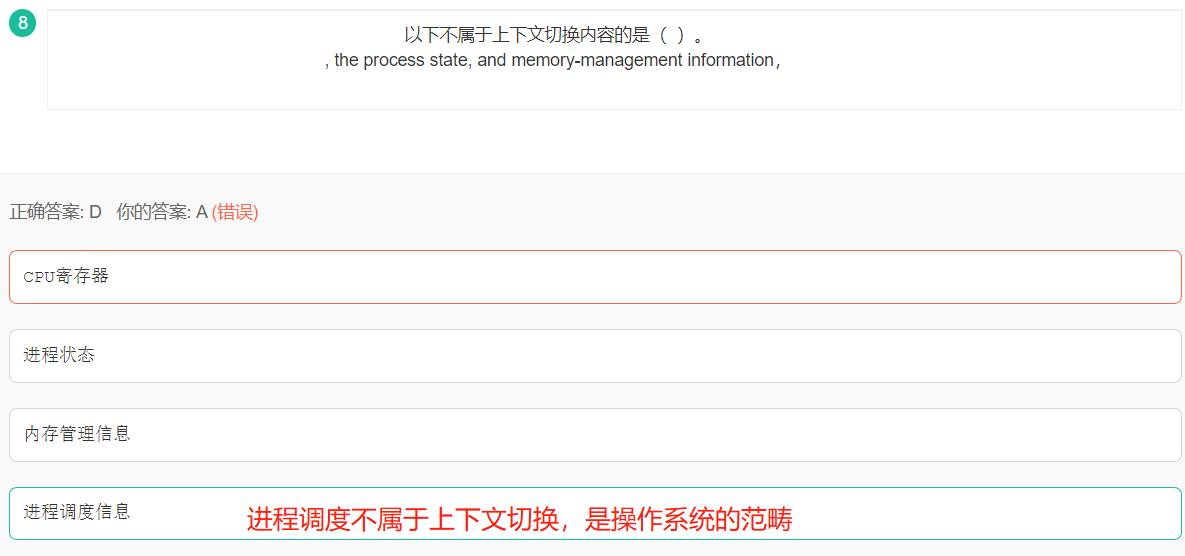 8
以下不属于上下文切换内容的是（ ）。
, the process state, and memory-management information，
正确答案: D 你的答案: A (错误)
CPU寄存器
进程状态
内存管理信息
进程调度信息 进程调度不属于上下文切换，是操作系统的范畴